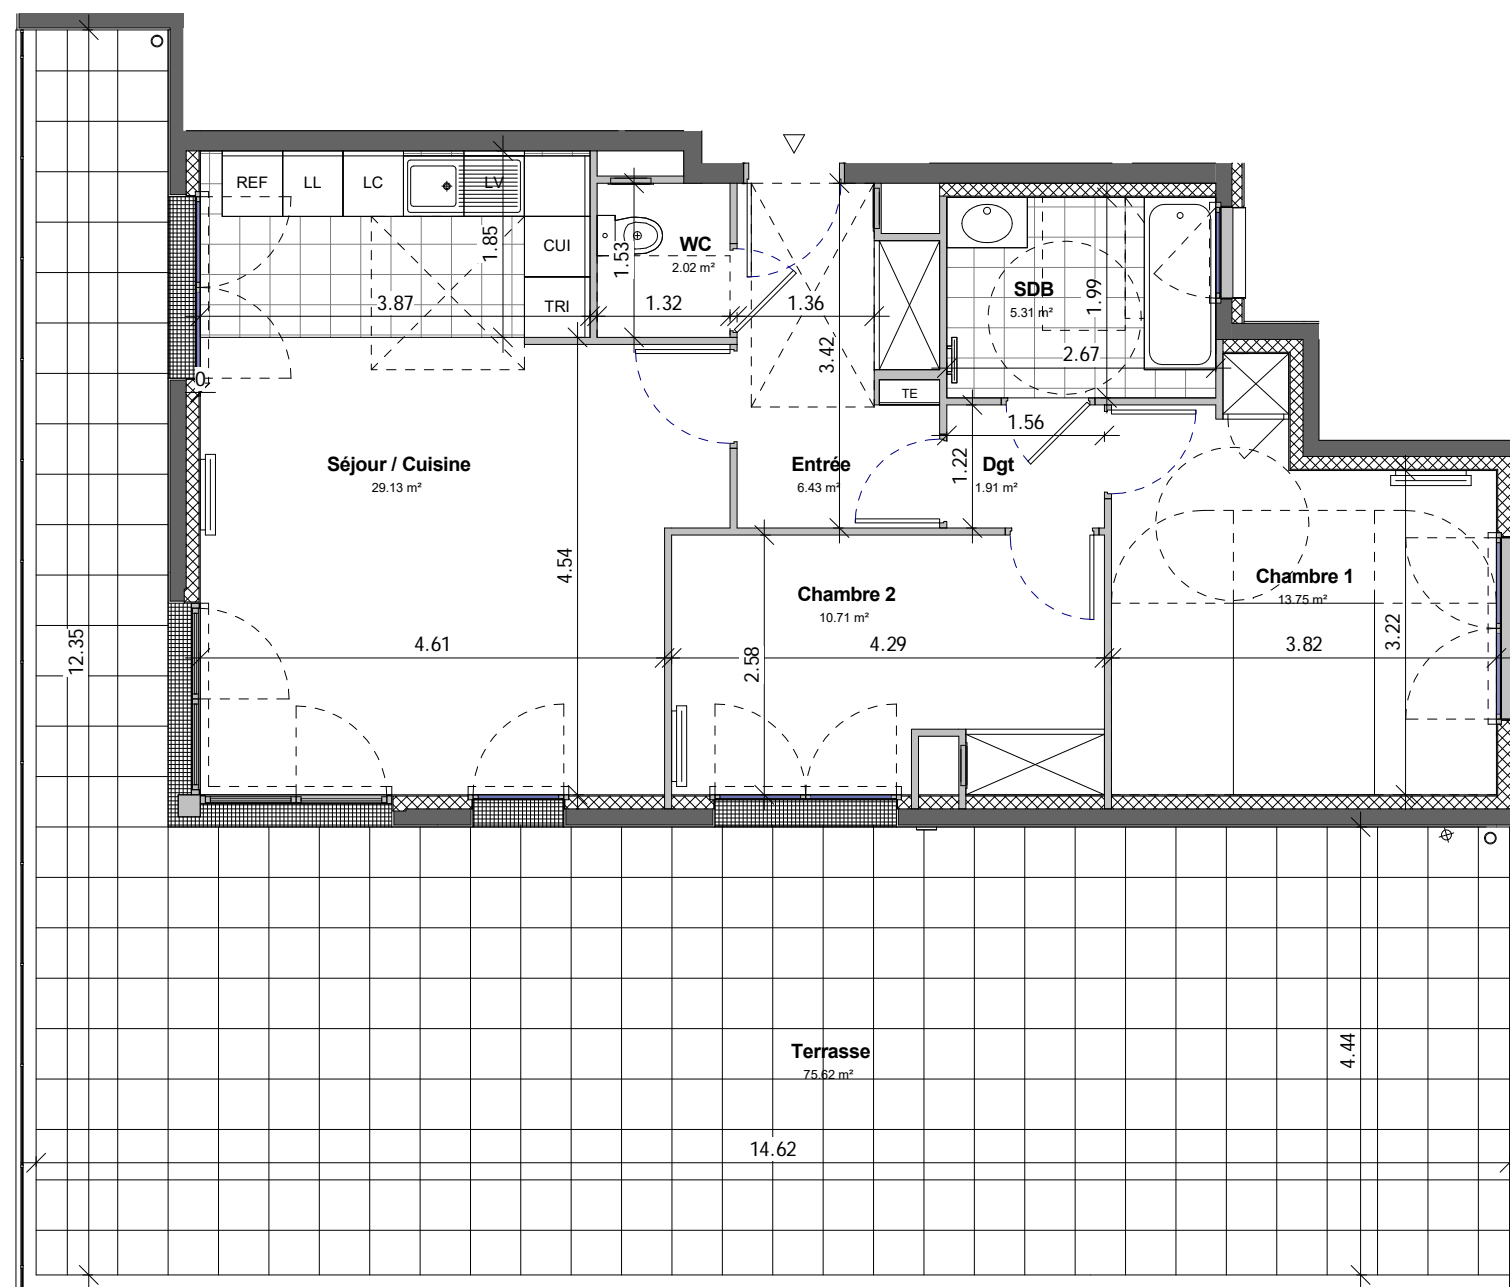 REF
LL
LC
LV
CUI
TRI
1.85
3.87
1.53
WC
2.02 m²
1.32
1.36
3.42
SDB
5.31 m²
1.99
2.67
TE
0
Séjour / Cuisine
29.13 m²
Entrée
6.43 m²
1.56
1.22
Dgt
1.91 m²
4.54
4.61
Chambre 2
10.71 m²
2.58
4.29
Chambre 1
13.75 m²
3.82
3.22
12.35
Terrasse
75.62 m²
4.44
14.62